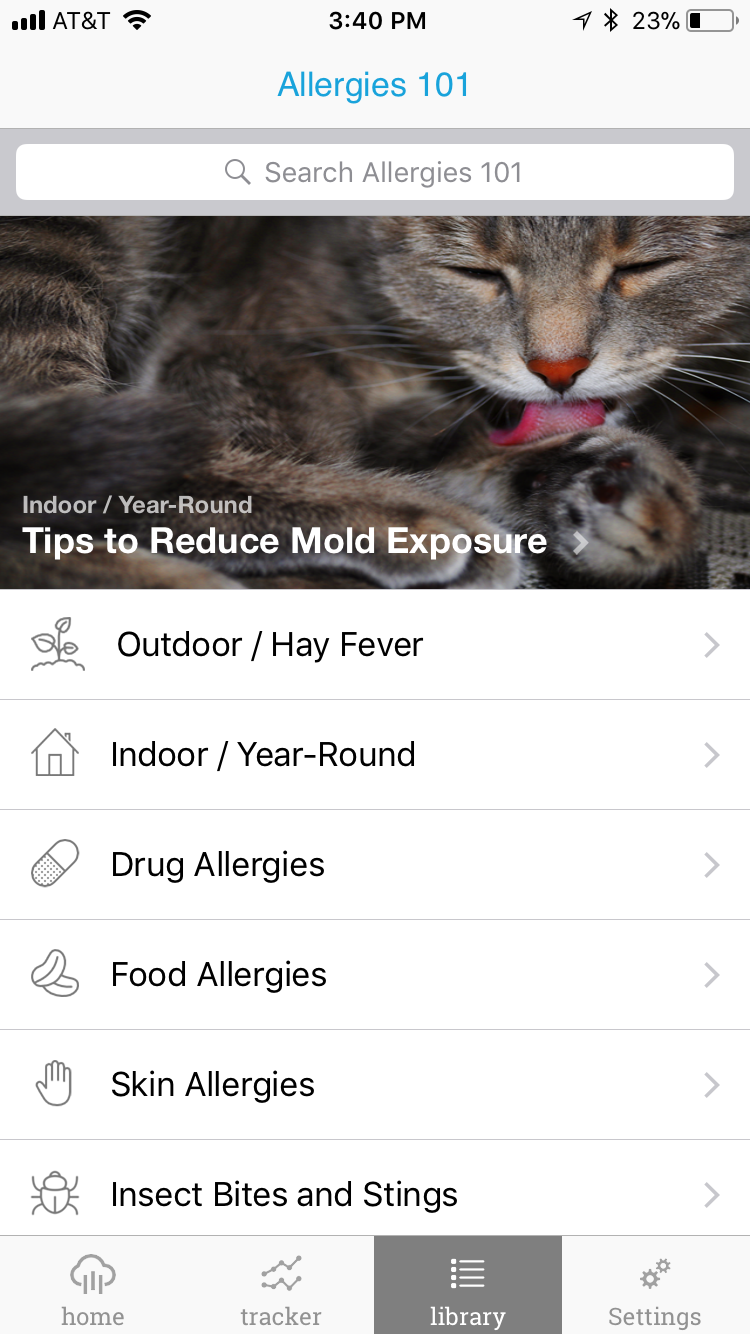 AT&T 3:40 PM 23%
Allergies 101
Search Allergies 101
Indoor / Year-Round
Tips to Reduce Mold Exposure
Outdoor / Hay Fever
Indoor / Year-Round
Drug Allergies
Food Allergies
Skin Allergies
Insect Bites and Stings
home tracker library Settings